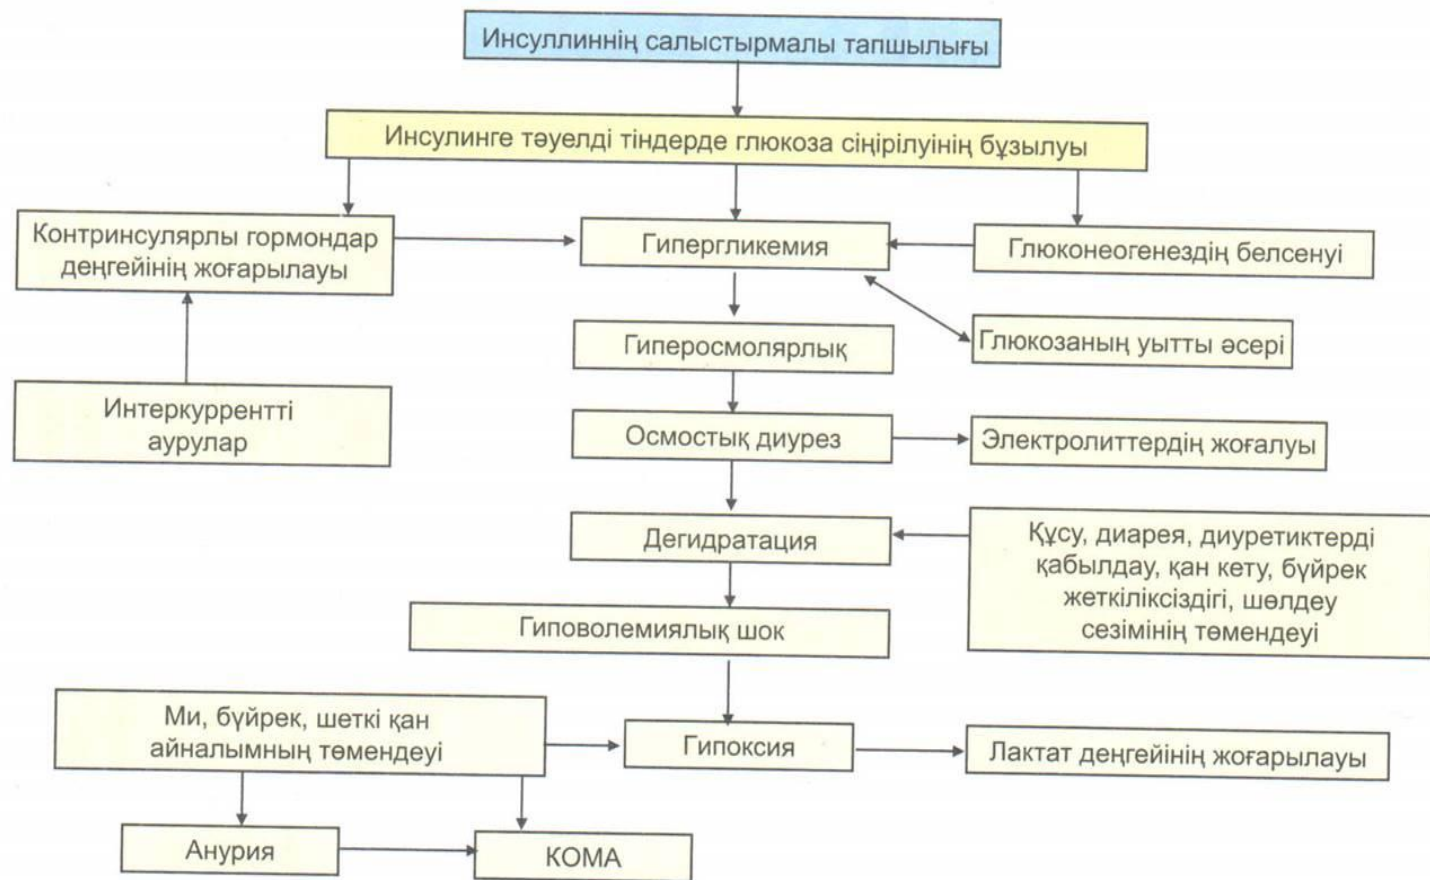 Инсуллиннің салыстырмалы тапшылығы
Инсулинге тәуелді тіндерде глюкоза сіңірілуінің бұзылуы
Контринсулярлы гормондар
деңгейінің жоғарылауы
Гипергликемия
Глюконеогенездің белсенуі
Гиперосмолярлық
Глюкозаның уытты әсері
Интеркуррентті
аурулар
Осмостық диурез
Электролиттердің жоғалуы
Дегидратация
Құсу, диарея, диуретиктерді
қабылдау, қан кету, бүйрек
жеткіліксіздігі, шөлдеу
сезімінің төмендеуі
Гиповолемиялық шок
Ми, бүйрек, шеткі қан
айналымның төмендеуі
Гипоксия
Лактат деңгейінің жоғарылауы
Анурия
КОМА